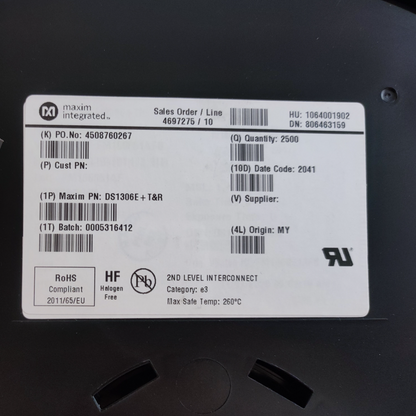 maxim
integrated™
Sales Order / Line
4697275 / 10
HU: 1064001902
DN: 806463159
(K) PO.No: 4508760267
(Q) Quantity: 2500
(P) Cust PN:
(10D) Date Code: 2041
(1P) Maxim PN: DS1306E+T&R
(V) Supplier:
(1T) Batch: 0005316412
(4L) Origin: MY
RoHS
Compliant
2011/65/EU
HF
Halogen
Free
Pb
2ND LEVEL INTERCONNECT
Category: e3
Max Safe Temp: 260°C